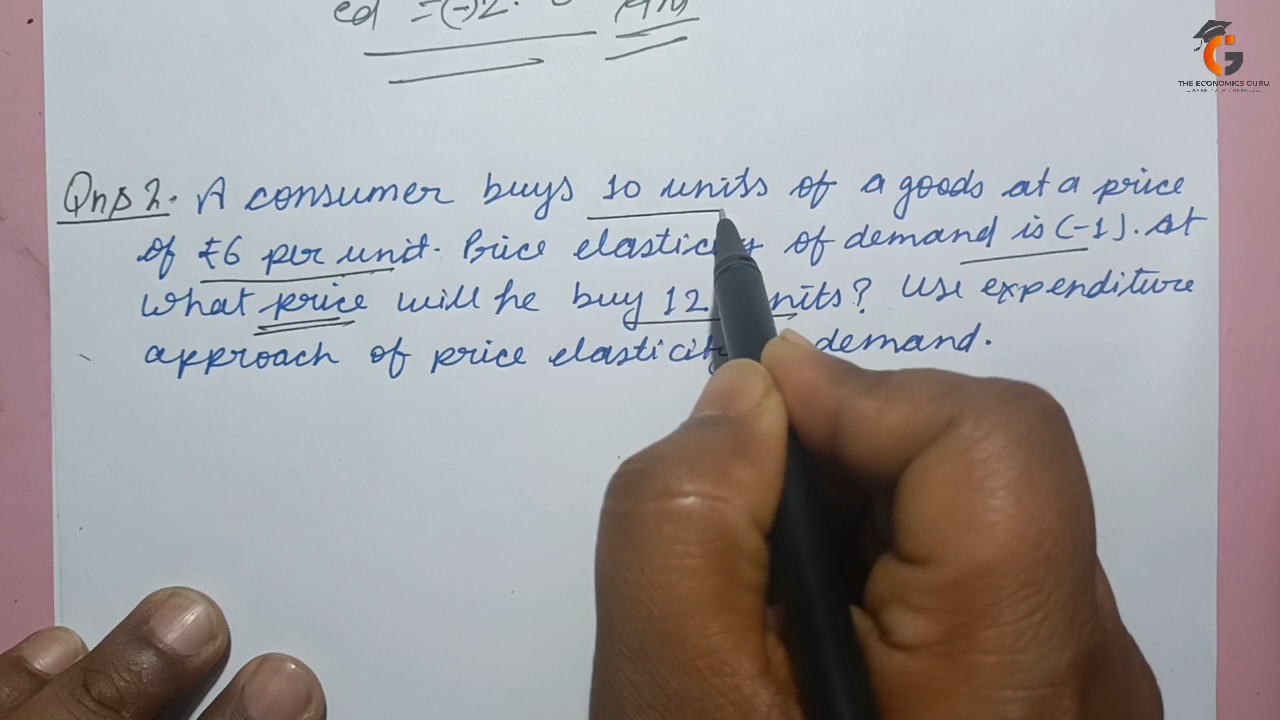 ed = (-) 2.
THE ECONOMICS GURU
Qns 2. A consumer buys 10 units of a goods at a price
of ₹6 per unit. Price elasticity of demand is (-1). At
what price will he buy 12 units? Use expenditure
approach of price elasticity demand.